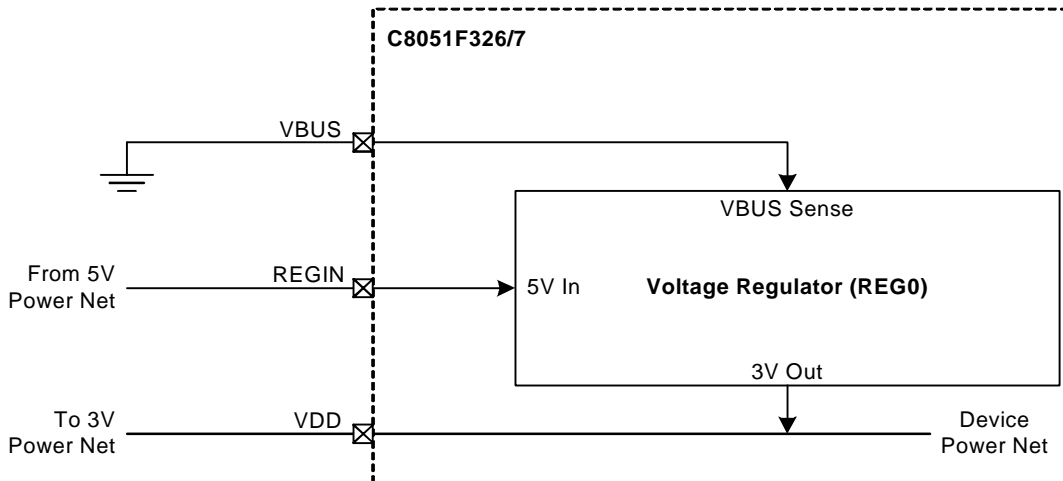 C8051F326/7
VBUS
VBUS Sense
From 5V
Power Net
REGIN
5V In
Voltage Regulator (REG0)
3V Out
To 3V
Power Net
VDD
Device
Power Net